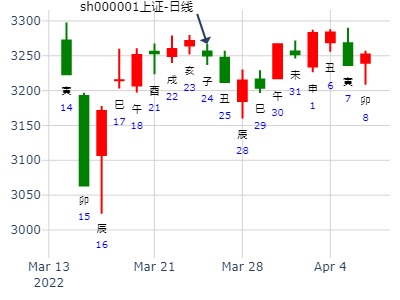 sh000001上证-日线
3300
3250
3200
3150
3100
3050
3000
寅
14
卯
15
辰
16
巳
17
午
18
酉
21
戌
22
亥
23
子
24
丑
25
辰
28
巳
29
午
30
未
31
申
1
丑
6
寅
7
卯
8
Mar 13
2022
Mar 21
Mar 28
Apr 4